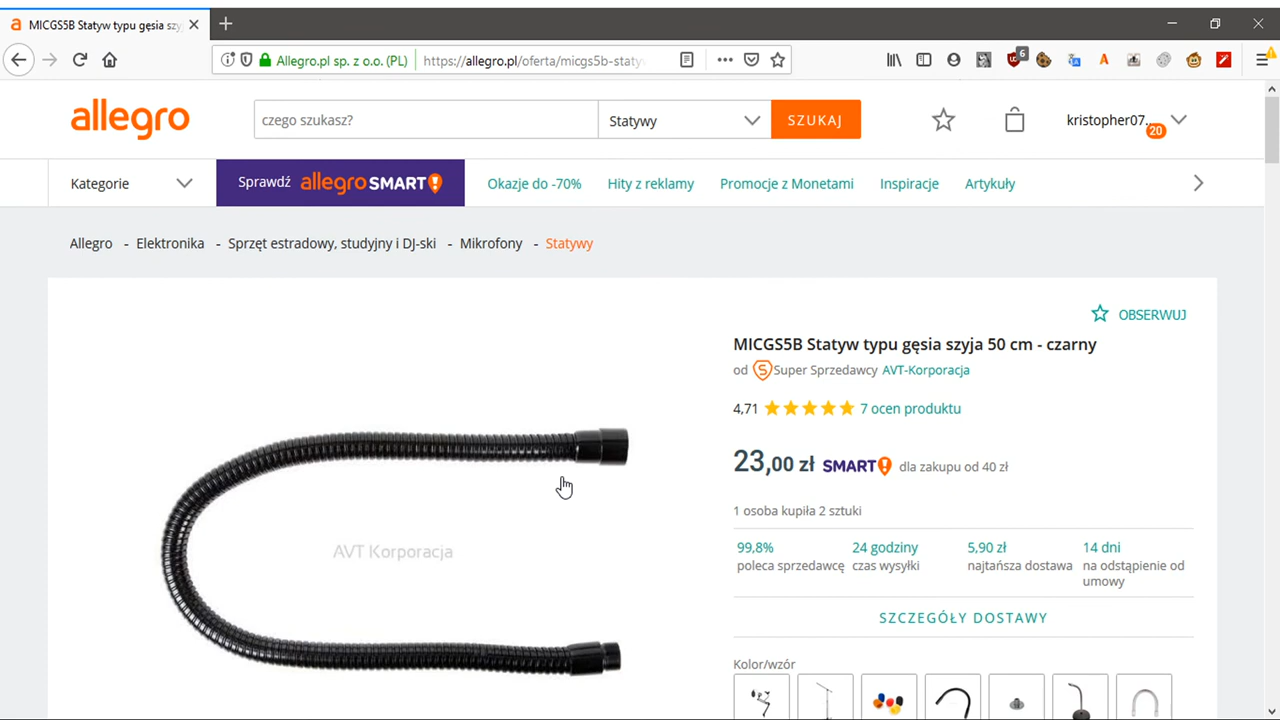 MICGS5B Statyw typu gęsia szy
Allegro.pl sp. z o.o. (PL) https://allegro.pl/oferta/micgs5b-staty
6
allegro czego szukasz? Statywy SZUKAJ kristopher07... 20
Kategorie Sprawdź allegro SMART! Okazje do -70% Hity z reklamy Promocje z Monetami Inspiracje Artykuły
Allegro - Elektronika - Sprzęt estradowy, studyjny i DJ-ski - Mikrofony - Statywy
OBSERWUJ
MICGS5B Statyw typu gęsia szyja 50 cm - czarny
od Super Sprzedawcy AVT-Korporacja
4,71 7 ocen produktu
23,00 zł SMART! dla zakupu od 40 zł
1 osoba kupiła 2 sztuki
99,8% 24 godziny 5,90 zł 14 dni
poleca sprzedawcę czas wysyłki najtańsza dostawa na odstąpienie od
umowy
AVT Korporacja
SZCZEGÓŁY DOSTAWY
Kolor/wzór